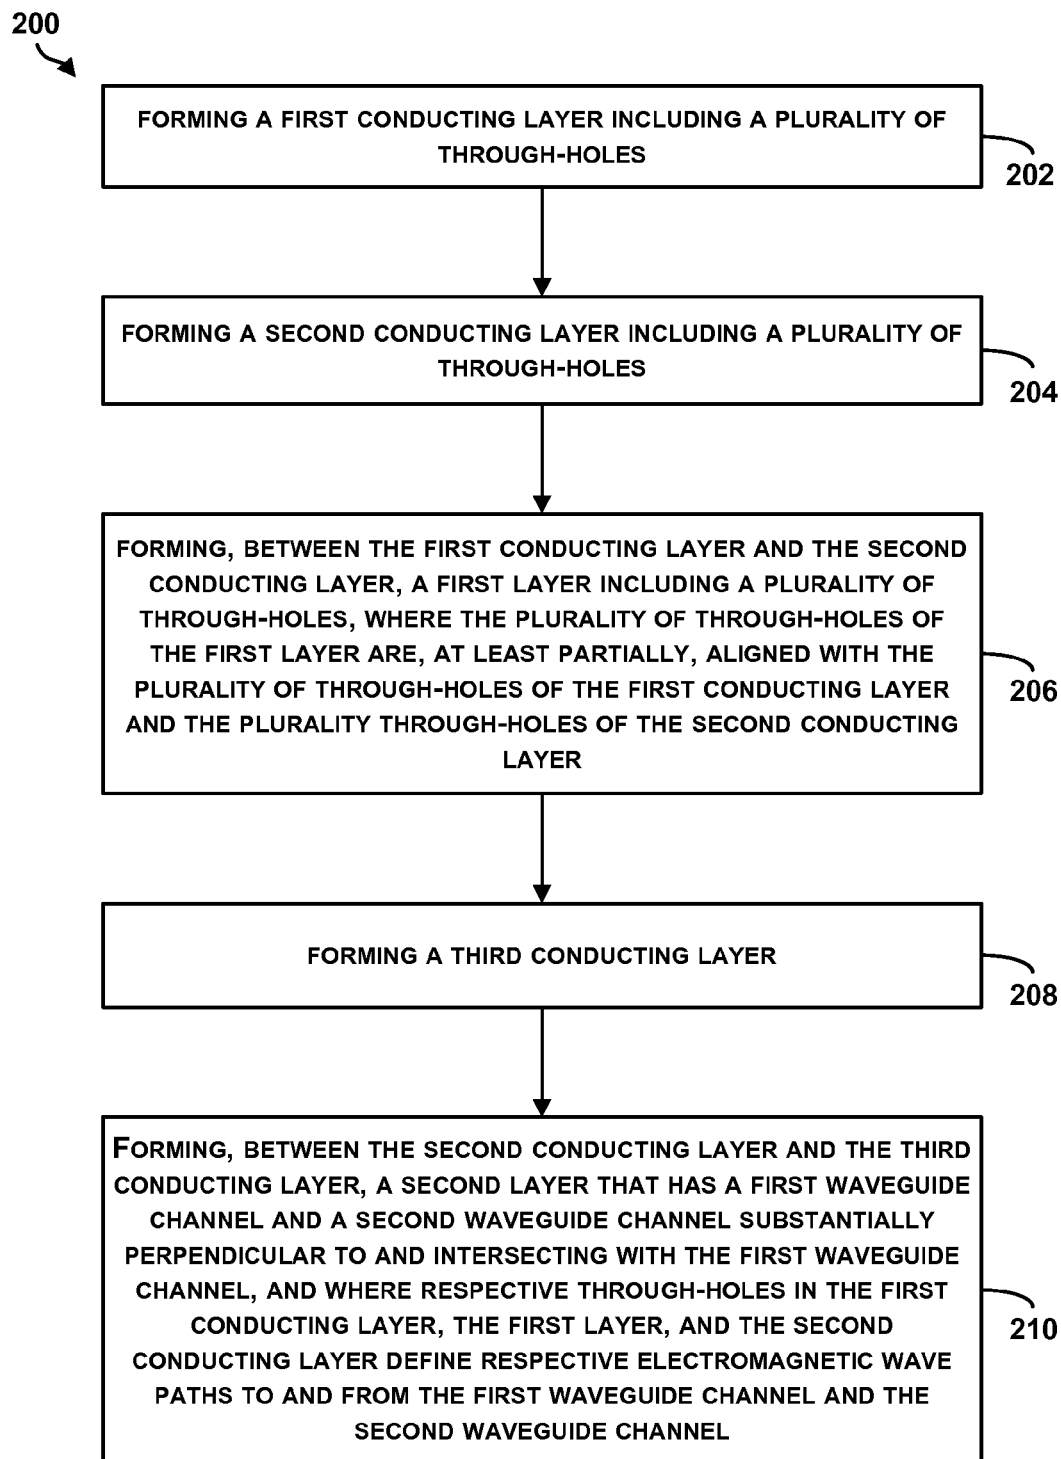 200
FORMING A FIRST CONDUCTING LAYER INCLUDING A PLURALITY OF
THROUGH-HOLES
202
FORMING A SECOND CONDUCTING LAYER INCLUDING A PLURALITY OF
THROUGH-HOLES
204
FORMING, BETWEEN THE FIRST CONDUCTING LAYER AND THE SECOND
CONDUCTING LAYER, A FIRST LAYER INCLUDING A PLURALITY OF
THROUGH-HOLES, WHERE THE PLURALITY OF THROUGH-HOLES OF
THE FIRST LAYER ARE, AT LEAST PARTIALLY, ALIGNED WITH THE
PLURALITY OF THROUGH-HOLES OF THE FIRST CONDUCTING LAYER
AND THE PLURALITY THROUGH-HOLES OF THE SECOND CONDUCTING
LAYER
206
FORMING A THIRD CONDUCTING LAYER
208
FORMING, BETWEEN THE SECOND CONDUCTING LAYER AND THE THIRD
CONDUCTING LAYER, A SECOND LAYER THAT HAS A FIRST WAVEGUIDE
CHANNEL AND A SECOND WAVEGUIDE CHANNEL SUBSTANTIALLY
PERPENDICULAR TO AND INTERSECTING WITH THE FIRST WAVEGUIDE
CHANNEL, AND WHERE RESPECTIVE THROUGH-HOLES IN THE FIRST
CONDUCTING LAYER, THE FIRST LAYER, AND THE SECOND
CONDUCTING LAYER DEFINE RESPECTIVE ELECTROMAGNETIC WAVE
PATHS TO AND FROM THE FIRST WAVEGUIDE CHANNEL AND THE
SECOND WAVEGUIDE CHANNEL
210